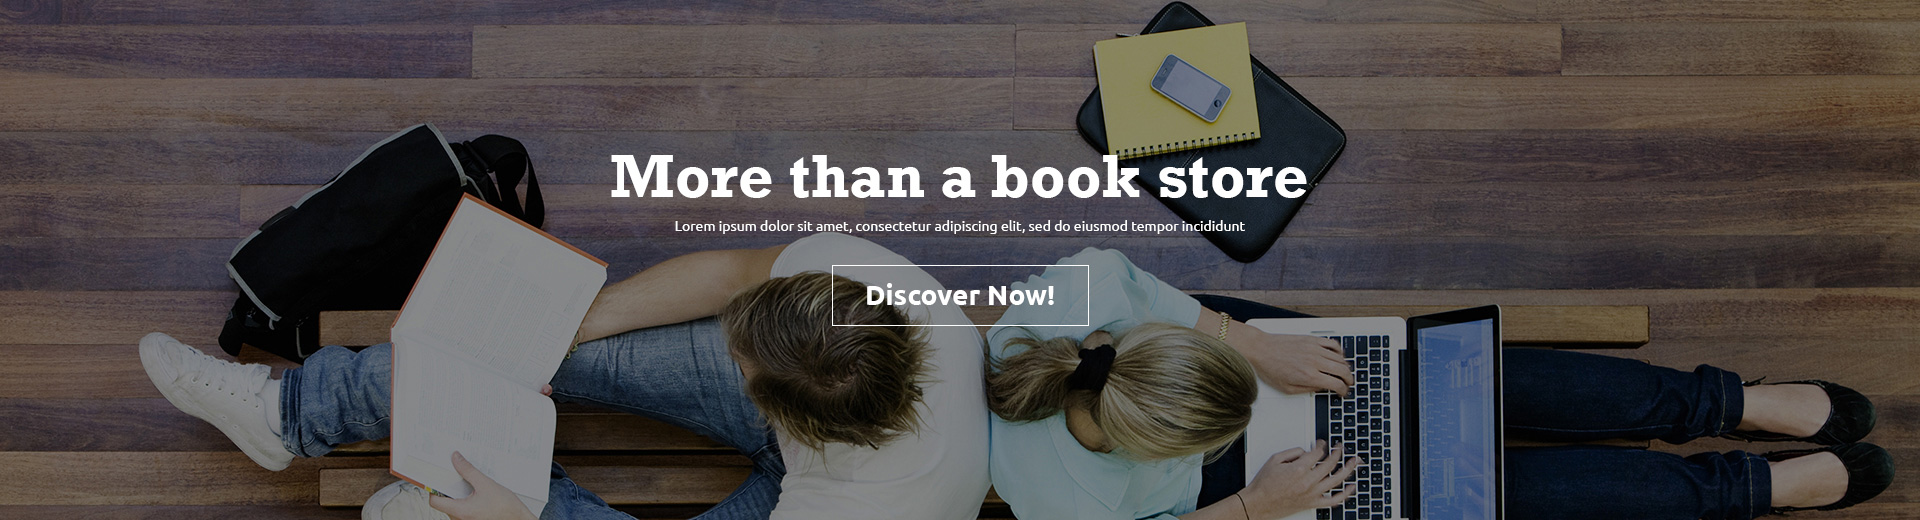 More than a book store
Lorem ipsum dolor sit amet, consectetur adipiscing elit, sed do eiusmod tempor incididunt
Discover Now!